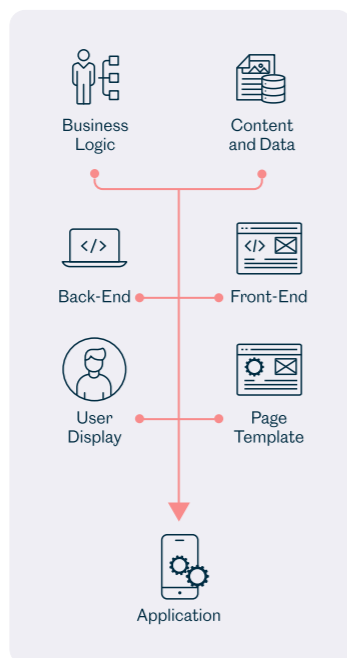 Business
Logic
Content
and Data
</>
Back-End
</>
Front-End
User
Display
Page
Template
Application